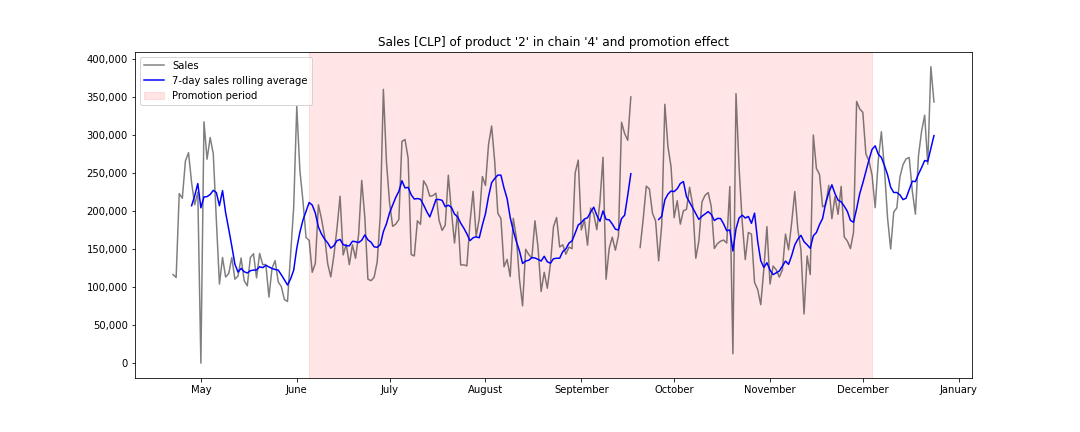 Sales [CLP] of product '2' in chain '4' and promotion effect
400,000
350,000
300,000
250,000
200,000
150,000
100,000
50,000
0
Sales
7-day sales rolling average
Promotion period
May June July August September October November December January